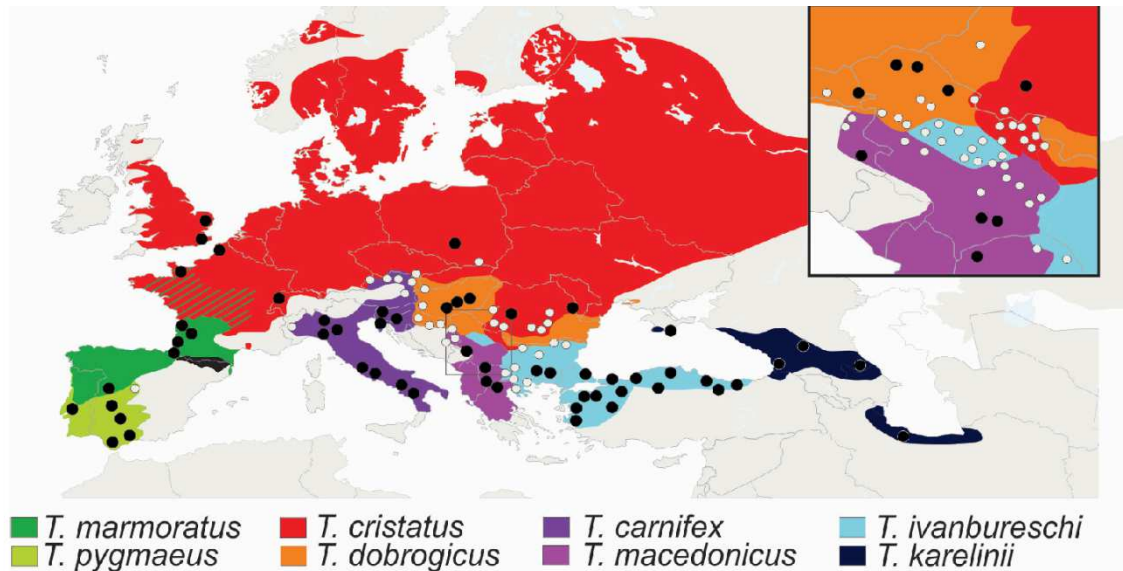 T. marmoratus T. cristatus T. carnifex T. ivanbureschi
T. pygmaeus T. dobrogicus T. macedonicus T. karelinii